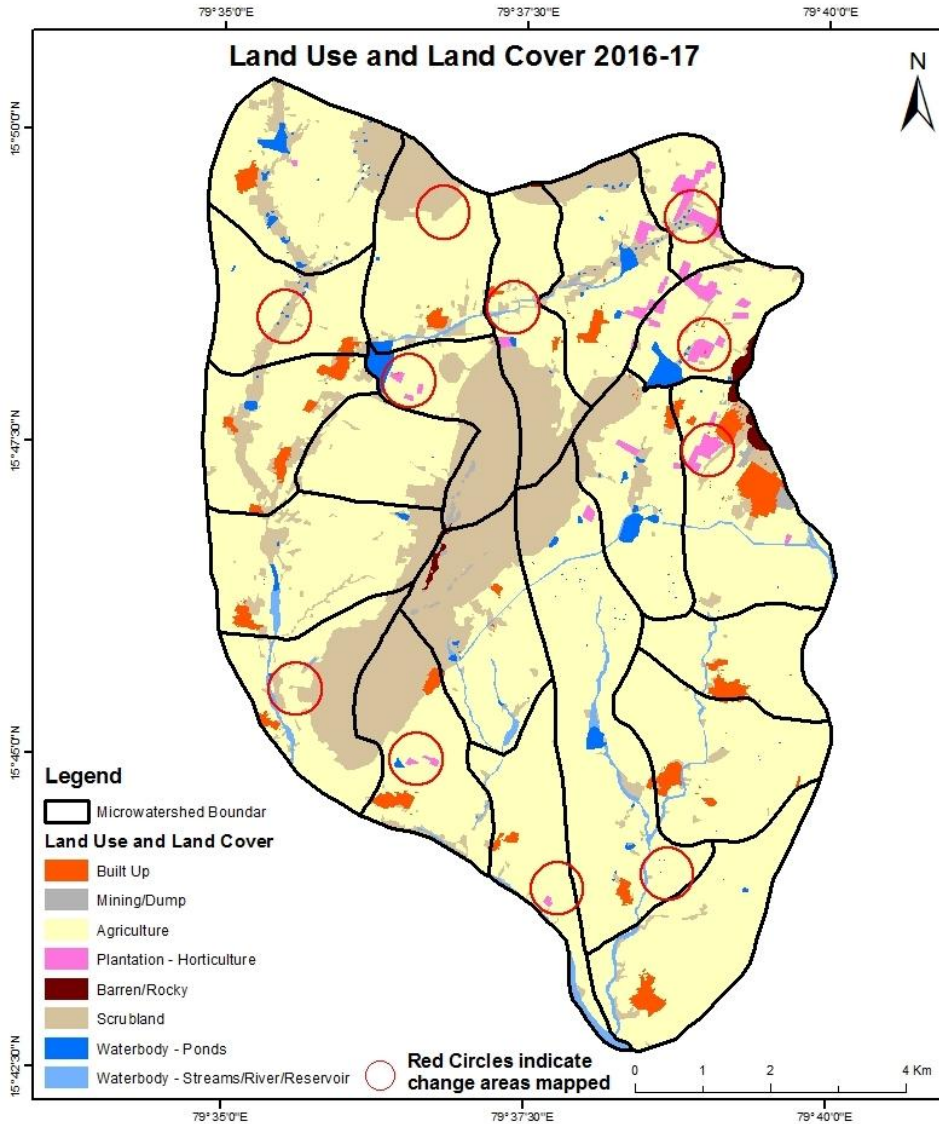 79°35'0"E
79°37'30"E
79°40'0"E
Land Use and Land Cover 2016-17
N
15°50'0"N
15°47'30"N
15°45'0"N
15°42'30"N
Legend
Microwatershed Boundar
Land Use and Land Cover
Built Up
Mining/Dump
Agriculture
Plantation - Horticulture
Barren/Rocky
Scrubland
Waterbody - Ponds
Waterbody - Streams/River/Reservoir
Red Circles indicate
change areas mapped
0 1 2 4 Km
79°35'0"E
79°37'30"E
79°40'0"E